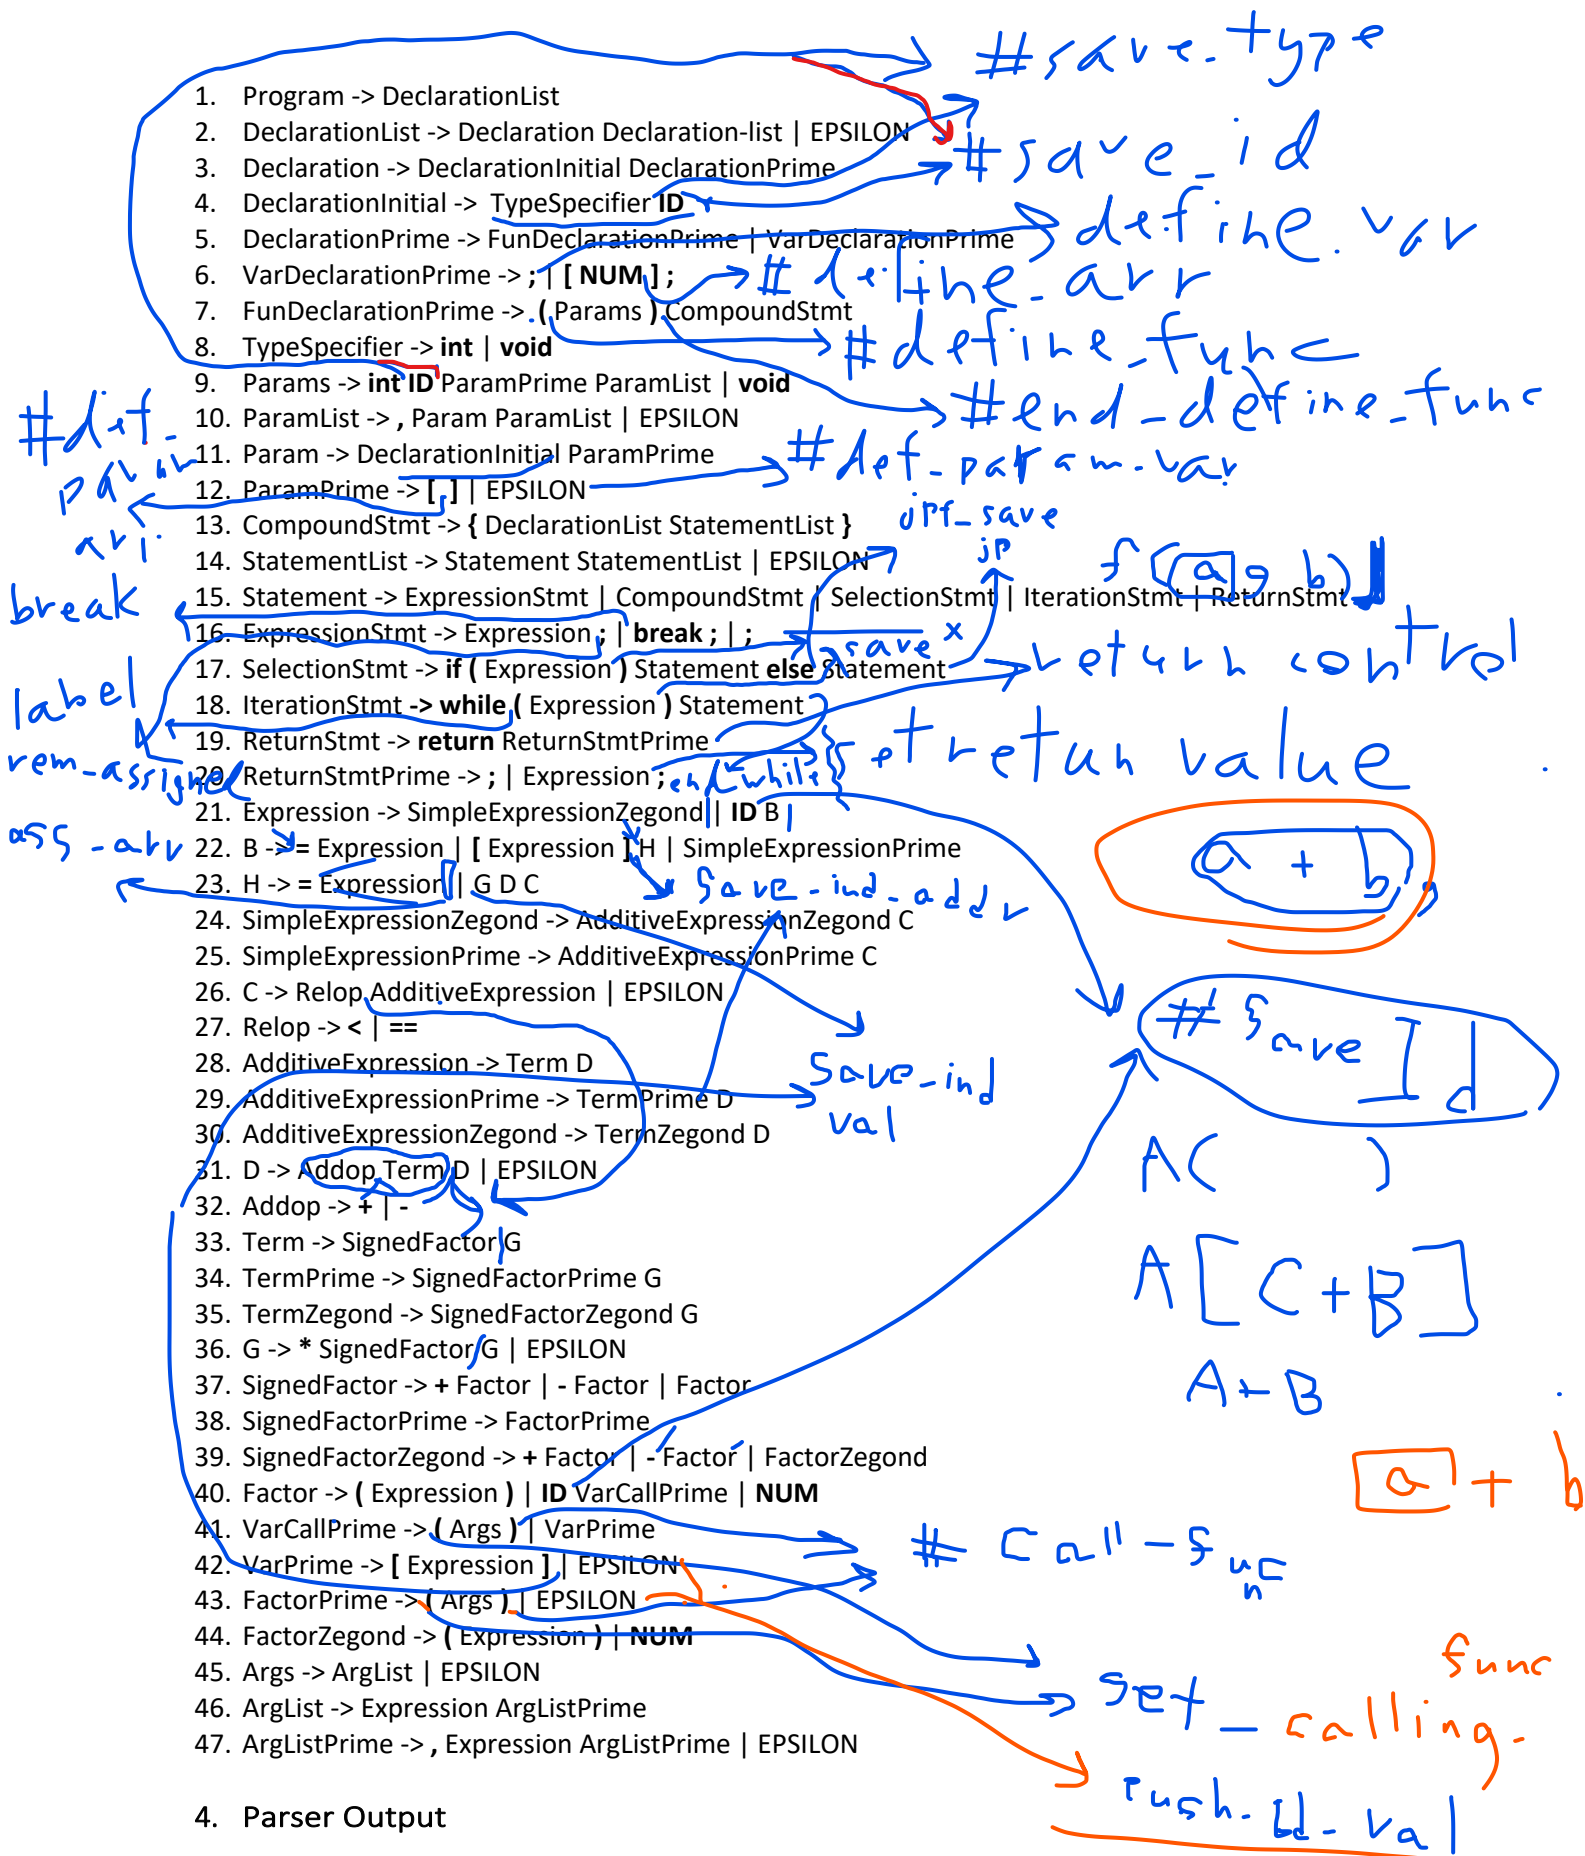 #save_type
1. Program -> DeclarationList
2. DeclarationList -> Declaration Declaration-list | EPSILON
#save_id
3. Declaration -> DeclarationInitial DeclarationPrime
4. DeclarationInitial -> TypeSpecifier ID
define_var
5. DeclarationPrime -> FunDeclarationPrime | VarDeclarationPrime
6. VarDeclarationPrime -> ; | [ NUM ] ;
#define_arr
7. FunDeclarationPrime -> ( Params ) CompoundStmt
8. TypeSpecifier -> int | void
#define_func
9. Params -> int ID ParamPrime ParamList | void
#end_define_func
10. ParamList -> , Param ParamList | EPSILON
#def_
param
arr
11. Param -> DeclarationInitial ParamPrime
#def_param_var
12. ParamPrime -> [ ] | EPSILON
13. CompoundStmt -> { DeclarationList StatementList }
jpf_save
14. StatementList -> Statement StatementList | EPSILON
jp
f(a, b)
15. Statement -> ExpressionStmt | CompoundStmt | SelectionStmt | IterationStmt | ReturnStmt
break
16. ExpressionStmt -> Expression ; | break ; | ;
save x
17. SelectionStmt -> if ( Expression ) Statement else Statement
return control
label
18. IterationStmt -> while ( Expression ) Statement
19. ReturnStmt -> return ReturnStmtPrime
rem_assigned
20. ReturnStmtPrime -> ; | Expression ;
end while
set retun value
21. Expression -> SimpleExpressionZegond | ID B
ass_arr
22. B -> = Expression | [ Expression ] H | SimpleExpressionPrime
a + b,
23. H -> = Expression | G D C
save_ind_addr
24. SimpleExpressionZegond -> AdditiveExpressionZegond C
25. SimpleExpressionPrime -> AdditiveExpressionPrime C
26. C -> Relop AdditiveExpression | EPSILON
27. Relop -> < | ==
#save Id
28. AdditiveExpression -> Term D
29. AdditiveExpressionPrime -> TermPrime D
save_ind
val
30. AdditiveExpressionZegond -> TermZegond D
31. D -> Addop Term D | EPSILON
A( )
32. Addop -> + | -
33. Term -> SignedFactor G
34. TermPrime -> SignedFactorPrime G
A[C+B]
35. TermZegond -> SignedFactorZegond G
36. G -> * SignedFactor G | EPSILON
37. SignedFactor -> + Factor | - Factor | Factor
A+B
38. SignedFactorPrime -> FactorPrime
39. SignedFactorZegond -> + Factor | - Factor | FactorZegond
40. Factor -> ( Expression ) | ID VarCallPrime | NUM
a + b
41. VarCallPrime -> ( Args ) | VarPrime
# call-func
42. VarPrime -> [ Expression ] | EPSILON
43. FactorPrime -> ( Args ) | EPSILON
44. FactorZegond -> ( Expression ) | NUM
45. Args -> ArgList | EPSILON
46. ArgList -> Expression ArgListPrime
set_calling_
func
47. ArgListPrime -> , Expression ArgListPrime | EPSILON
push_Id_val
4. Parser Output